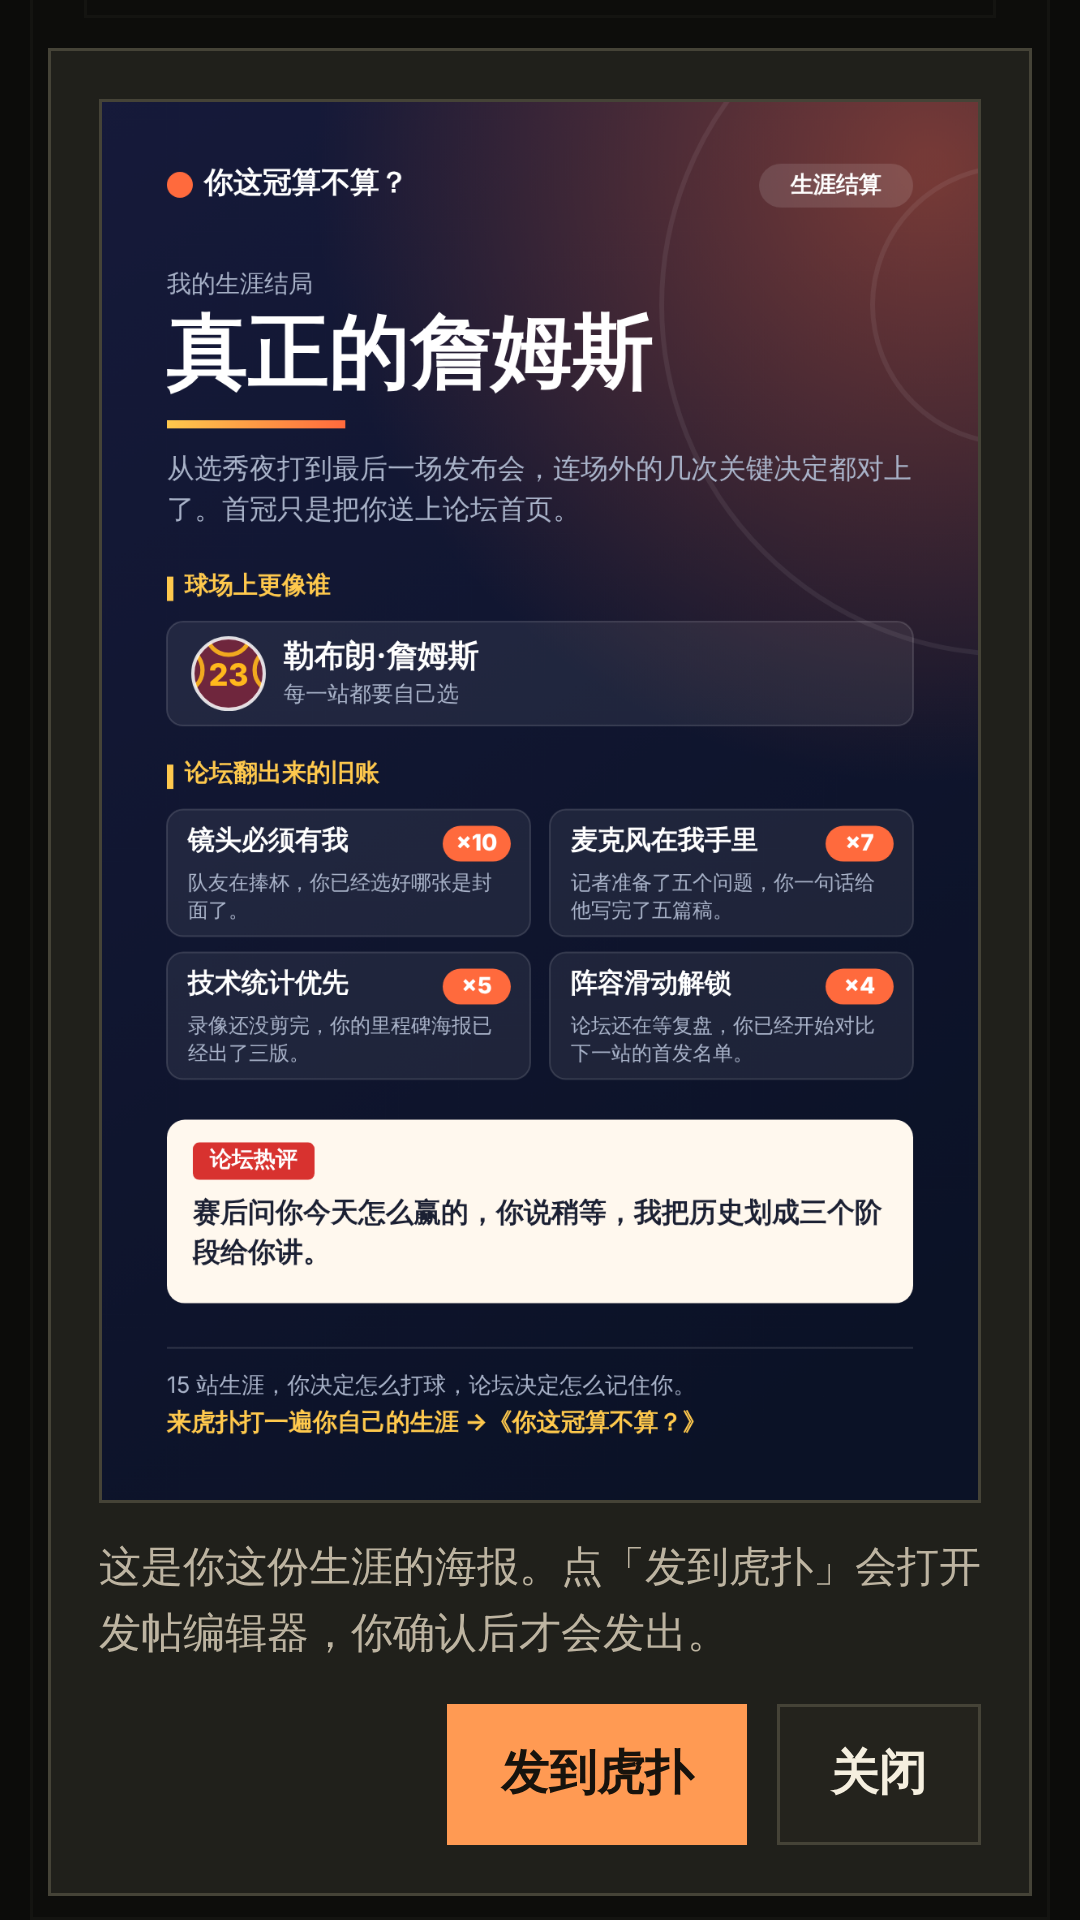 你这冠算不算？
生涯结算
我的生涯结局
真正的詹姆斯
从选秀夜打到最后一场发布会，连场外的几次关键决定都对上
了。首冠只是把你送上论坛首页。
球场上更像谁
23
勒布朗·詹姆斯
每一站都要自己选
论坛翻出来的旧账
镜头必须有我
×10
队友在捧杯，你已经选好哪张是封
面了。
麦克风在我手里
×7
记者准备了五个问题，你一句话给
他写完了五篇稿。
技术统计优先
×5
录像还没剪完，你的里程碑海报已
经出了三版。
阵容滑动解锁
×4
论坛还在等复盘，你已经开始对比
下一站的首发名单。
论坛热评
赛后问你今天怎么赢的，你说稍等，我把历史划成三个阶
段给你讲。
15 站生涯，你决定怎么打球，论坛决定怎么记住你。
来虎扑打一遍你自己的生涯 →《你这冠算不算？》
这是你这份生涯的海报。点「发到虎扑」会打开
发帖编辑器，你确认后才会发出。
发到虎扑
关闭